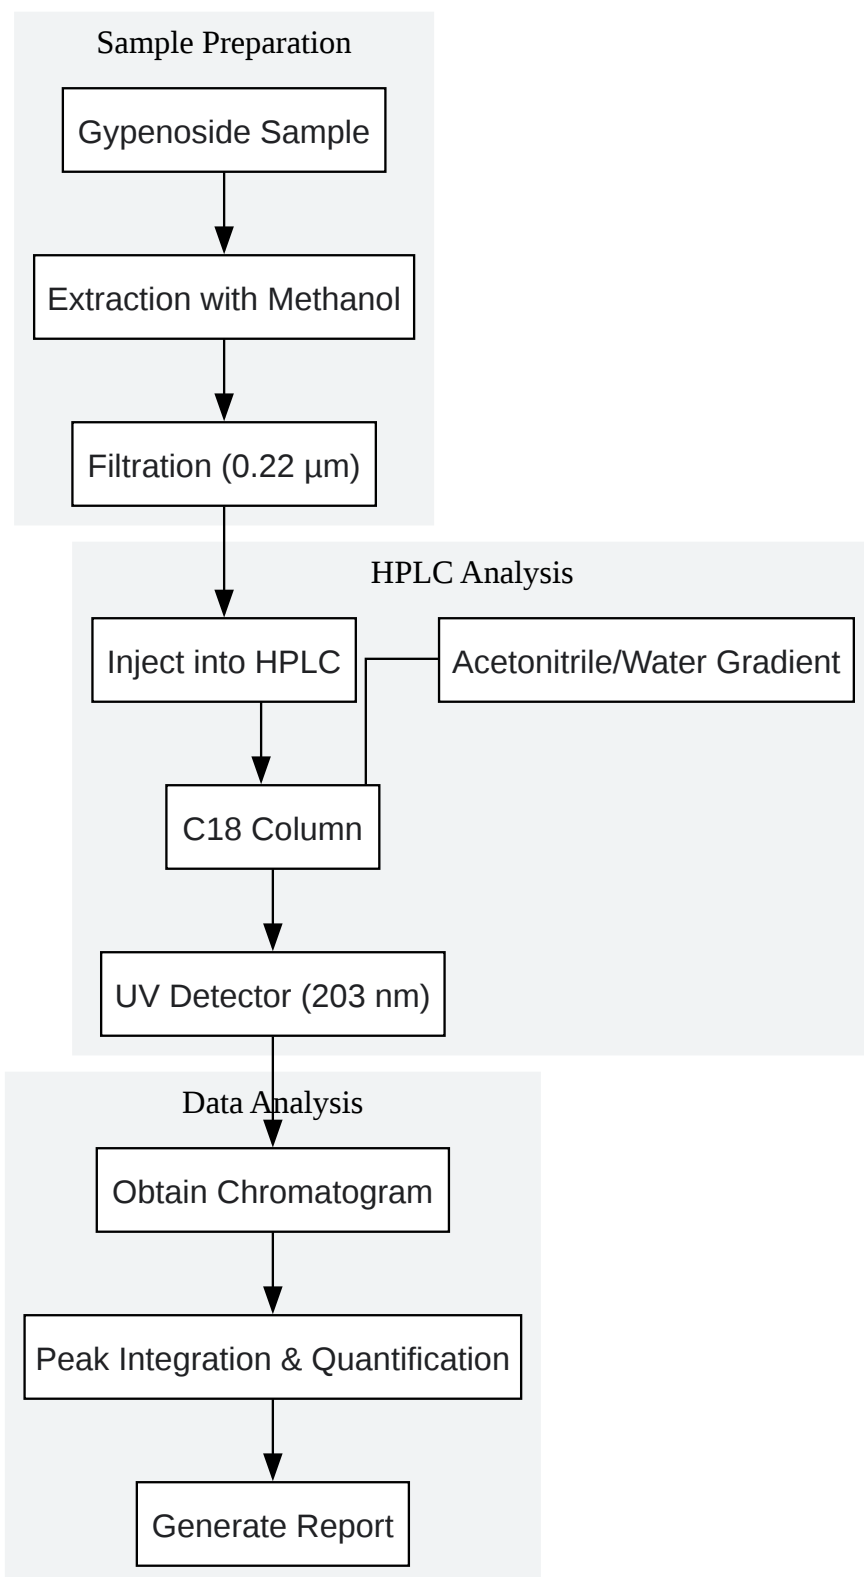 Sample Preparation
Gypenoside Sample
Extraction with Methanol
Filtration (0.22 µm)
HPLC Analysis
Inject into HPLC
Acetonitrile/Water Gradient
C18 Column
UV Detector (203 nm)
Data Analysis
Obtain Chromatogram
Peak Integration & Quantification
Generate Report